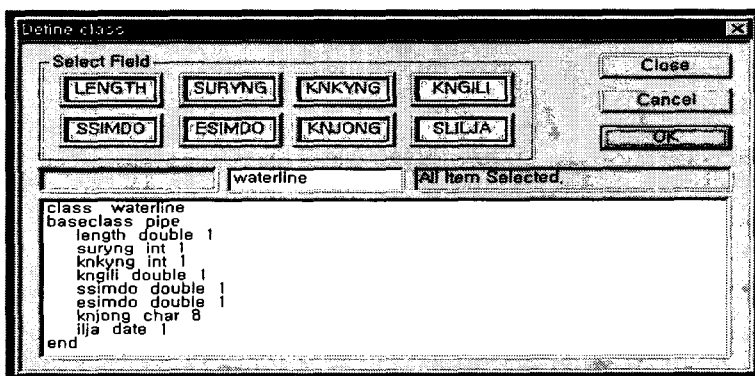 Define class
Select Field
LENGTH SURYNG KNKYNG KNGILI
SSIMDO ESIMDO KNJONG SLILJA
Close
Cancel
OK
waterline All Item Selected.
class waterline
baseclass pipe
length double 1
suryng int 1
knkyng int 1
kngili double 1
ssimdo double 1
esimdo double 1
knjong char 8
ilja date 1
end